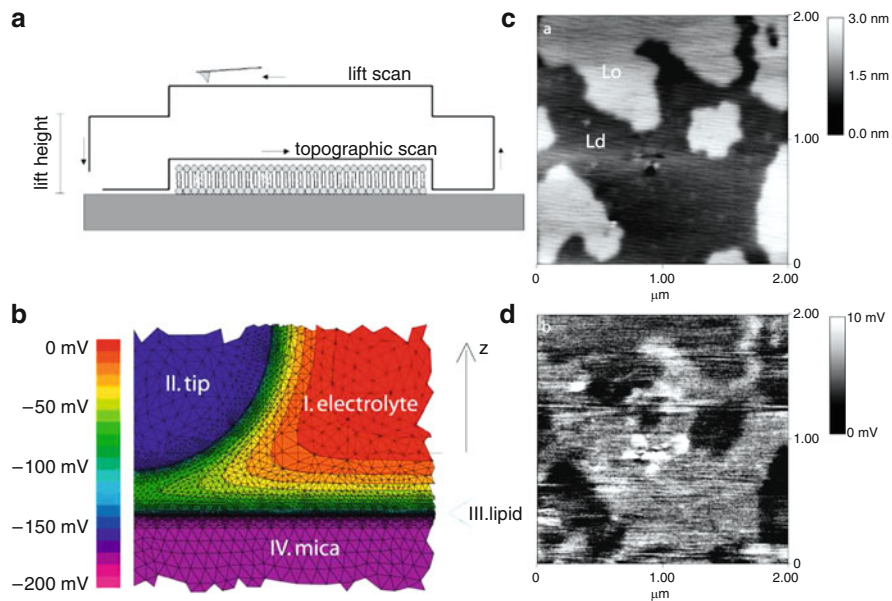 a
lift scan
topographic scan
lift height
b
0 mV
−50 mV
−100 mV
−150 mV
−200 mV
II. tip
I. electrolyte
IV. mica
z
III.lipid
c
a
Lo
Ld
2.00
1.00
0
0
1.00
2.00
μm
3.0 nm
1.5 nm
0.0 nm
d
b
2.00
1.00
0
0
1.00
2.00
μm
10 mV
0 mV